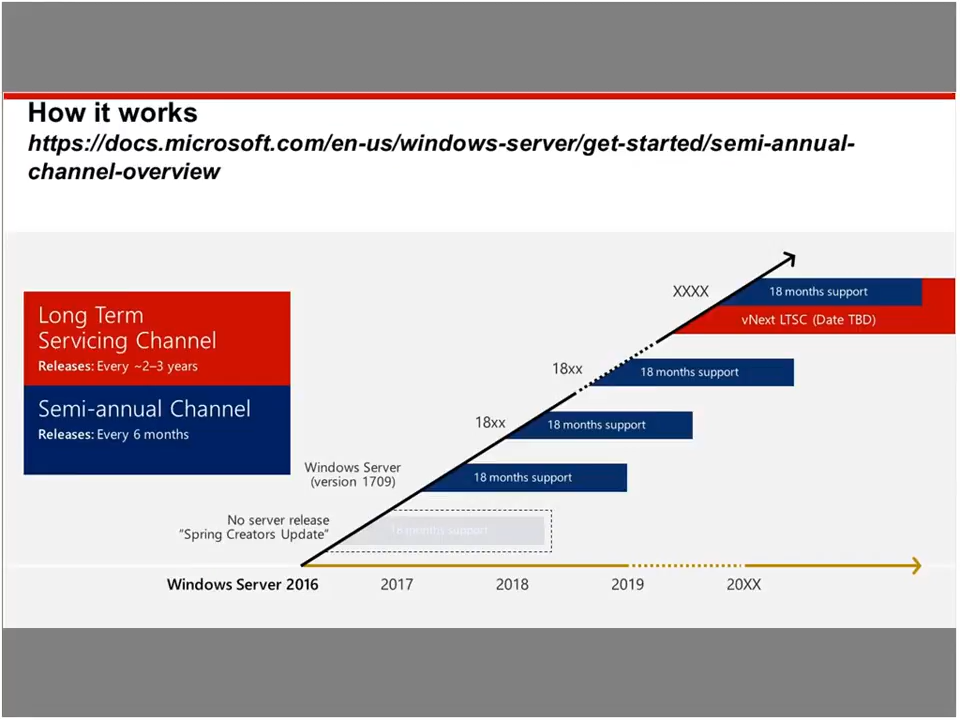 How it works
https://docs.microsoft.com/en-us/windows-server/get-started/semi-annual-
channel-overview
Long Term
Servicing Channel
Releases: Every ~2–3 years
Semi-annual Channel
Releases: Every 6 months
XXXX
18 months support
vNext LTSC (Date TBD)
18xx
18 months support
18xx
18 months support
Windows Server
(version 1709)
18 months support
No server release
"Spring Creators Update"
18 months support
Windows Server 2016
2017
2018
2019
20XX